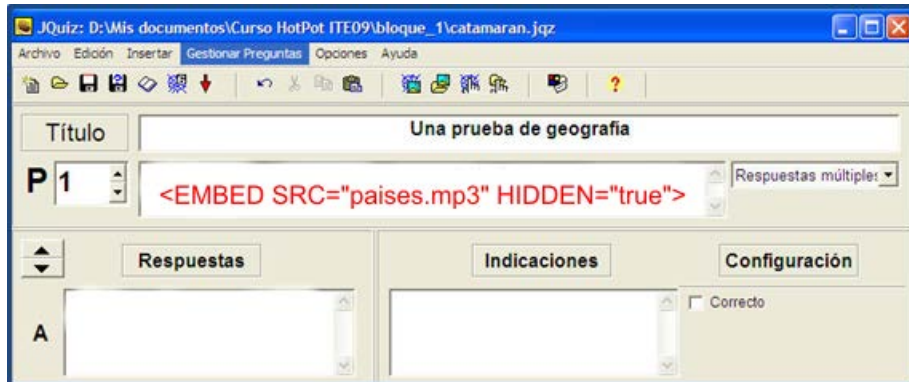 JQuiz: D:\Mis documentos\Curso HotPot ITE09\bloque_1\catamaran.jqz
Archivo Edición Insertar Gestionar Preguntas Opciones Ayuda
?
Título
Una prueba de geografía
P 1
<EMBED SRC="paises.mp3" HIDDEN="true">
Respuestas múltiples
Respuestas
Indicaciones
Configuración
A
Correcto